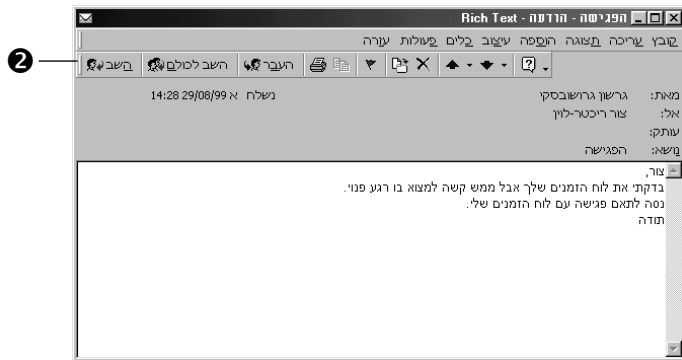 הפגישה - הודעה - Rich Text
קובץ עריכה תצוגה הוספה עיצוב כלים פעולות עזרה
❷
השב השב לכולם העבר
מאת: גרשון גרושובסקי נשלח א 29/08/99 14:28
אל: צור ריכטר-לוין
עותק:
נושא: הפגישה
צור,
בדקתי את לוח הזמנים שלך אבל ממש קשה למצוא בו רגע פנוי.
נסה לתאם פגישה עם לוח הזמנים שלי.
תודה